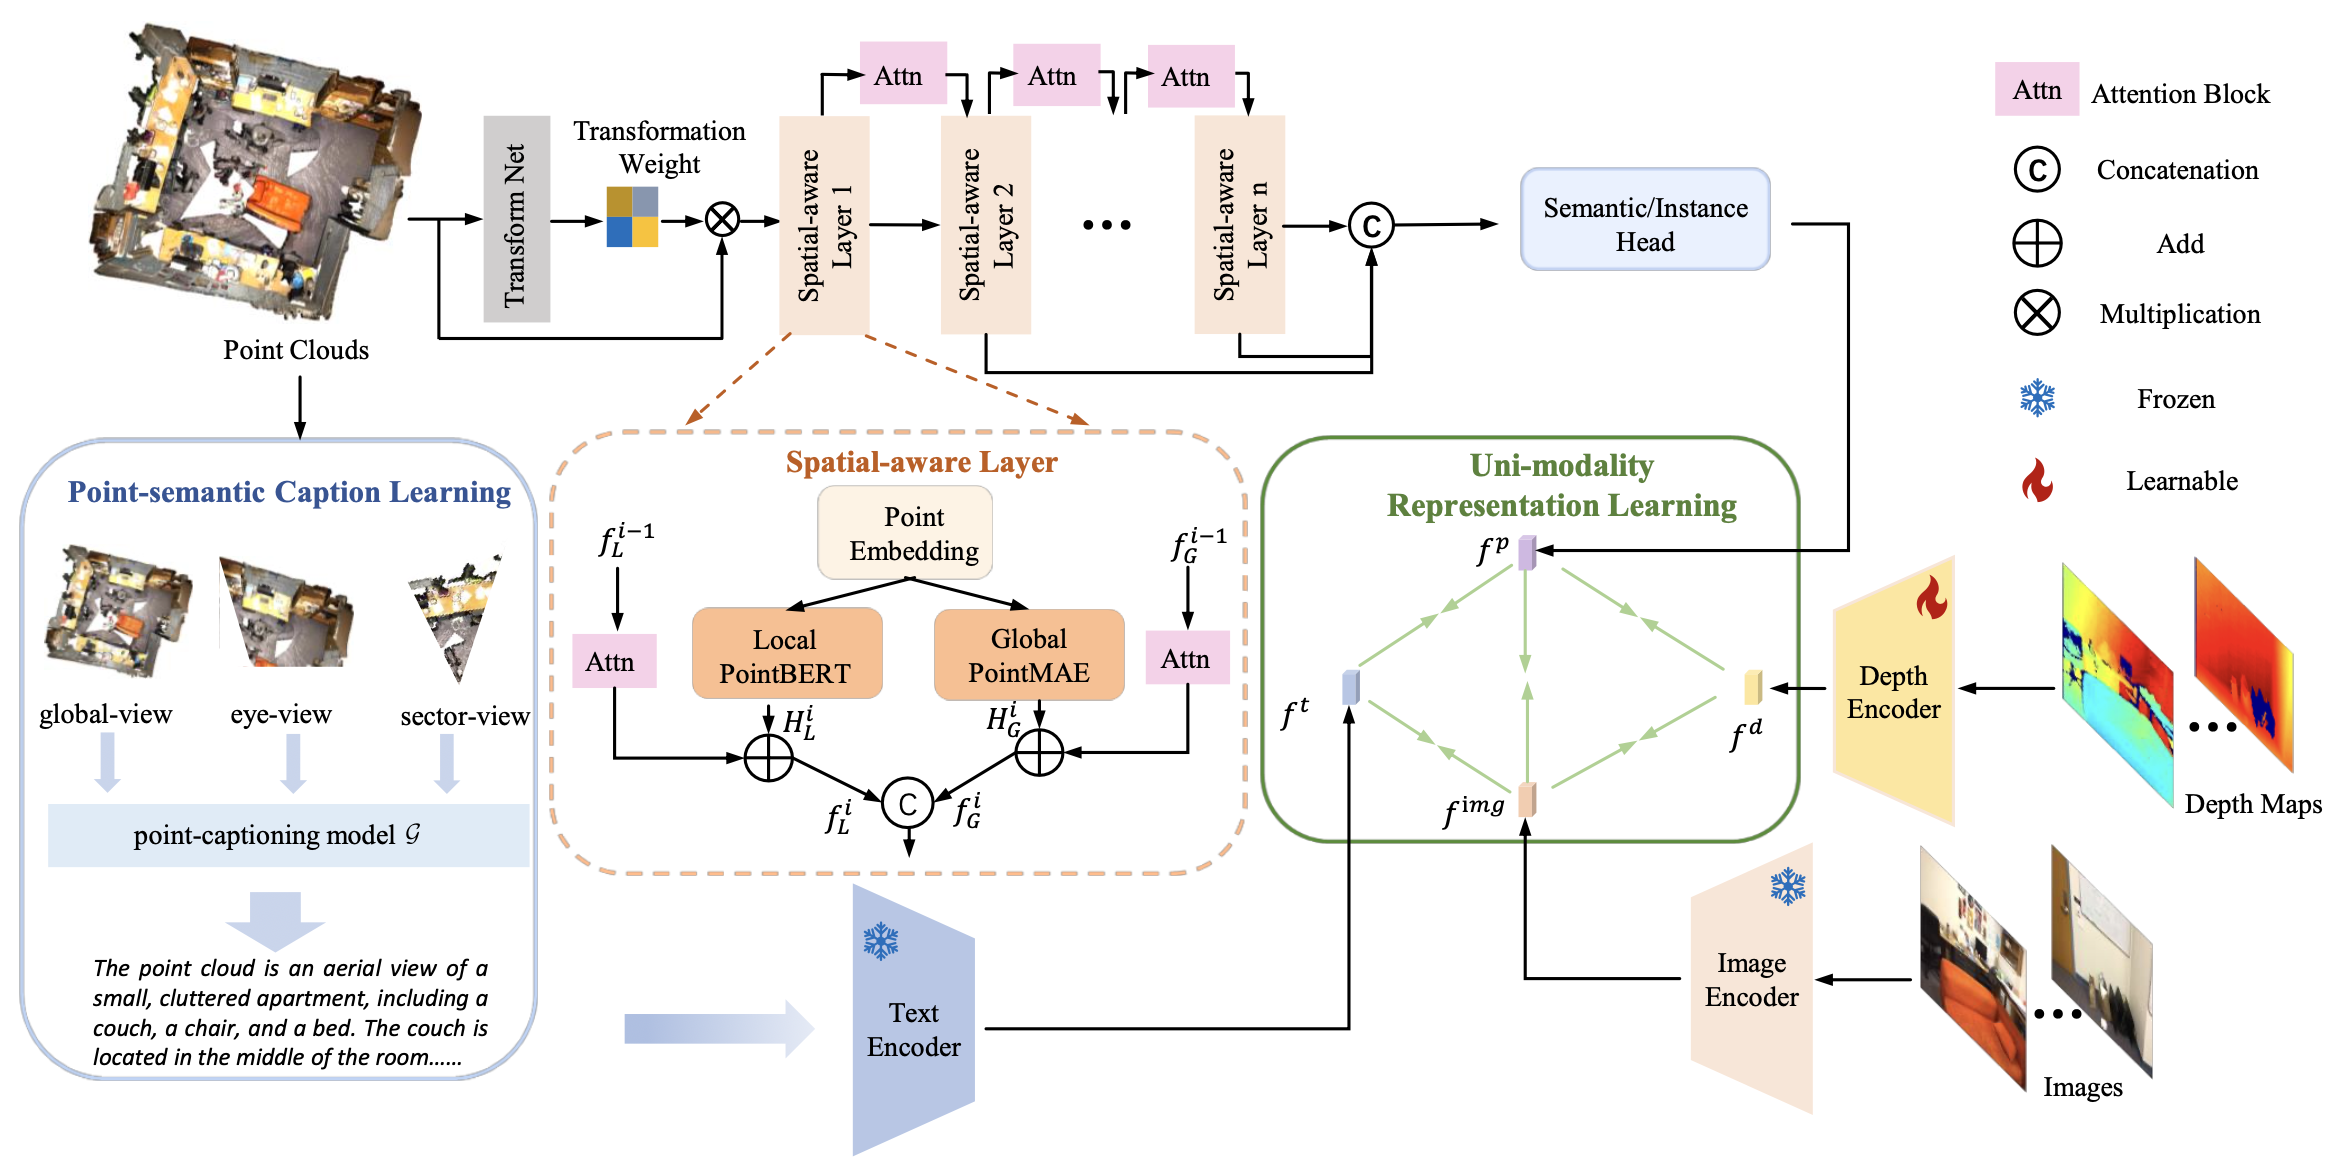 Attn
Attn
Attn
Attn
Attention Block
Transformation
Weight
Transform Net
Spatial-aware
Layer 1
Spatial-aware
Layer 2
Spatial-aware
Layer n
C
Semantic/Instance
Head
C
Concatenation
Add
Multiplication
Frozen
Learnable
Point Clouds
Point-semantic Caption Learning
global-view
eye-view
sector-view
point-captioning model 𝒢
The point cloud is an aerial view of a
small, cluttered apartment, including a
couch, a chair, and a bed. The couch is
located in the middle of the room......
Spatial-aware Layer
Point
Embedding
f_L^{i−1}
f_G^{i−1}
Attn
Local
PointBERT
Global
PointMAE
Attn
H_L^i
H_G^i
C
f_L^i
f_G^i
Uni-modality
Representation Learning
f^p
f^t
f^d
f^{img}
Depth
Encoder
Depth Maps
Text
Encoder
Image
Encoder
Images